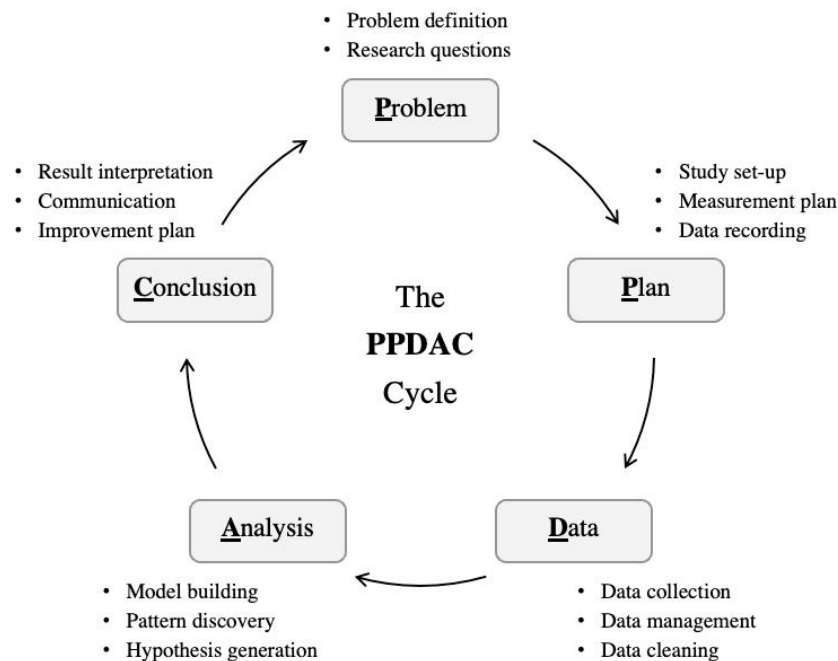 • Problem definition
• Research questions
Problem
• Study set-up
• Measurement plan
• Data recording
Plan
Data
• Data collection
• Data management
• Data cleaning
Analysis
• Model building
• Pattern discovery
• Hypothesis generation
• Result interpretation
• Communication
• Improvement plan
Conclusion
The
PPDAC
Cycle